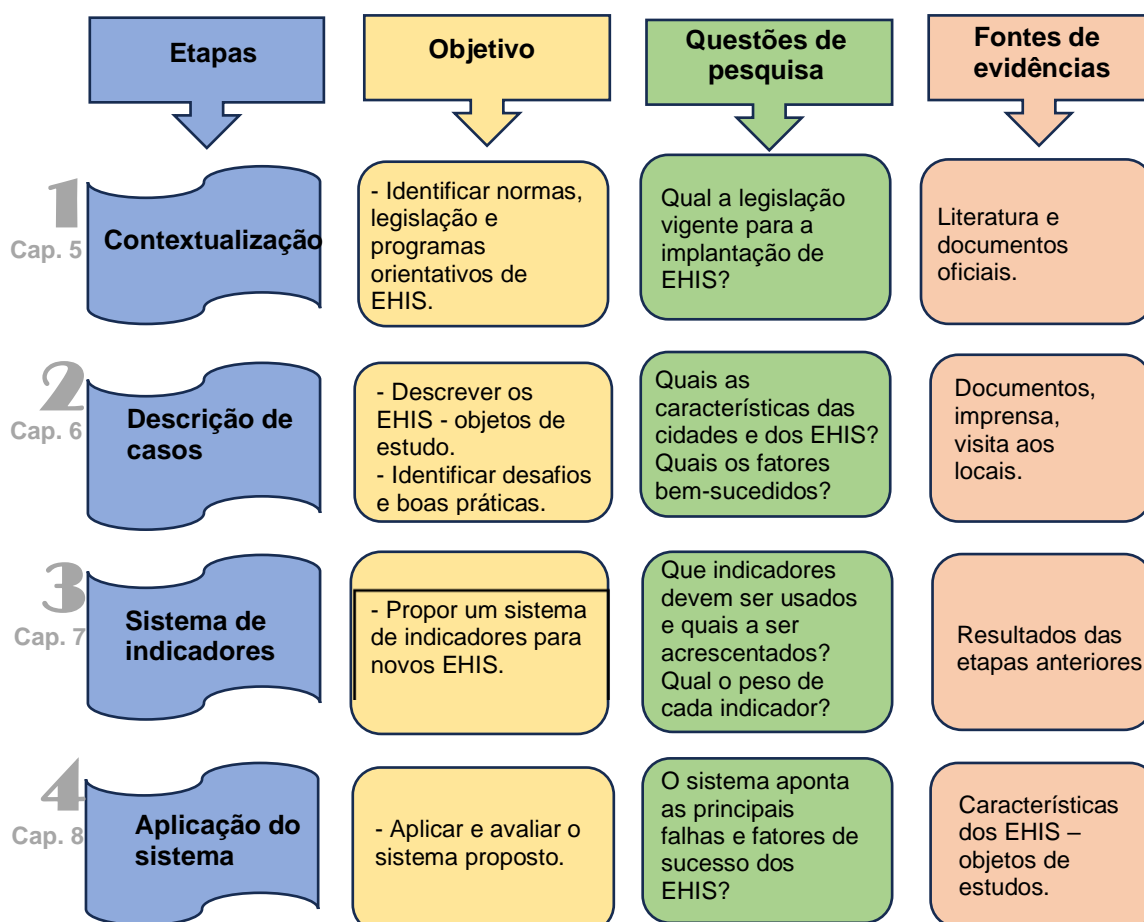 Etapas
Objetivo
Questões de
pesquisa
Fontes de
evidências
1
Cap. 5
Contextualização
- Identificar normas,
legislação e
programas
orientativos de
EHIS.
Qual a legislação
vigente para a
implantação de
EHIS?
Literatura e
documentos
oficiais.
2
Cap. 6
Descrição de
casos
- Descrever os
EHIS - objetos de
estudo.
- Identificar desafios
e boas práticas.
Quais as
características das
cidades e dos EHIS?
Quais os fatores
bem-sucedidos?
Documentos,
imprensa,
visita aos
locais.
3
Cap. 7
Sistema de
indicadores
- Propor um sistema
de indicadores para
novos EHIS.
Que indicadores
devem ser usados
e quais a ser
acrescentados?
Qual o peso de
cada indicador?
Resultados das
etapas anteriores
4
Cap. 8
Aplicação do
sistema
- Aplicar e avaliar o
sistema proposto.
O sistema aponta
as principais
falhas e fatores de
sucesso dos
EHIS?
Características
dos EHIS –
objetos de
estudos.